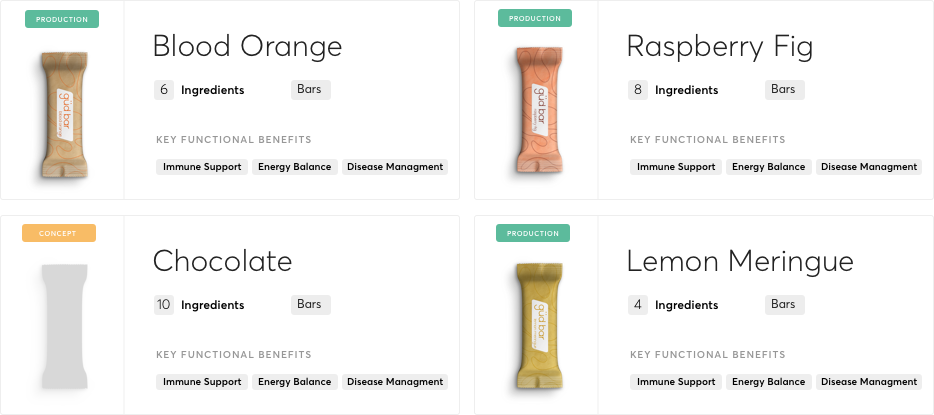 PRODUCTION
Blood Orange
6 Ingredients Bars
KEY FUNCTIONAL BENEFITS
Immune Support Energy Balance Disease Managment
gud bar
PRODUCTION
Raspberry Fig
8 Ingredients Bars
KEY FUNCTIONAL BENEFITS
Immune Support Energy Balance Disease Managment
gud bar
CONCEPT
Chocolate
10 Ingredients Bars
KEY FUNCTIONAL BENEFITS
Immune Support Energy Balance Disease Managment
PRODUCTION
Lemon Meringue
4 Ingredients Bars
KEY FUNCTIONAL BENEFITS
Immune Support Energy Balance Disease Managment
gud bar